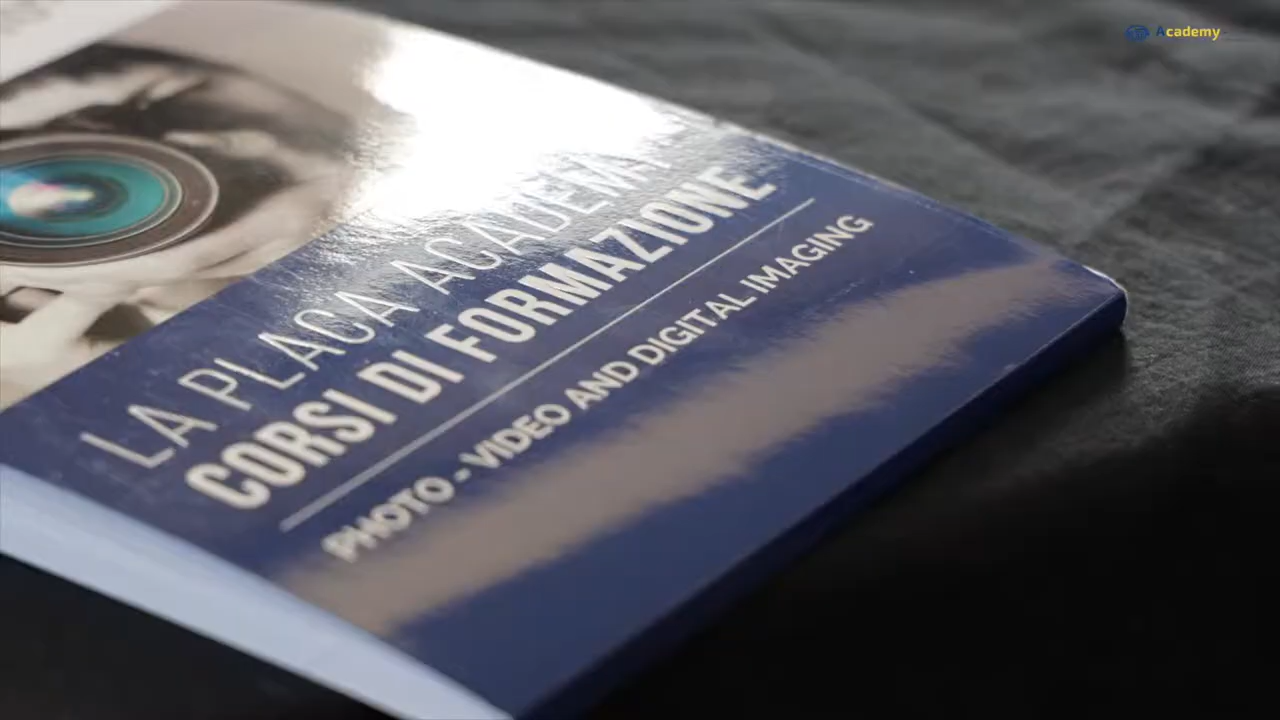 LA PLACA ACADEMY
CORSI DI FORMAZIONE
PHOTO - VIDEO AND DIGITAL IMAGING
Academy